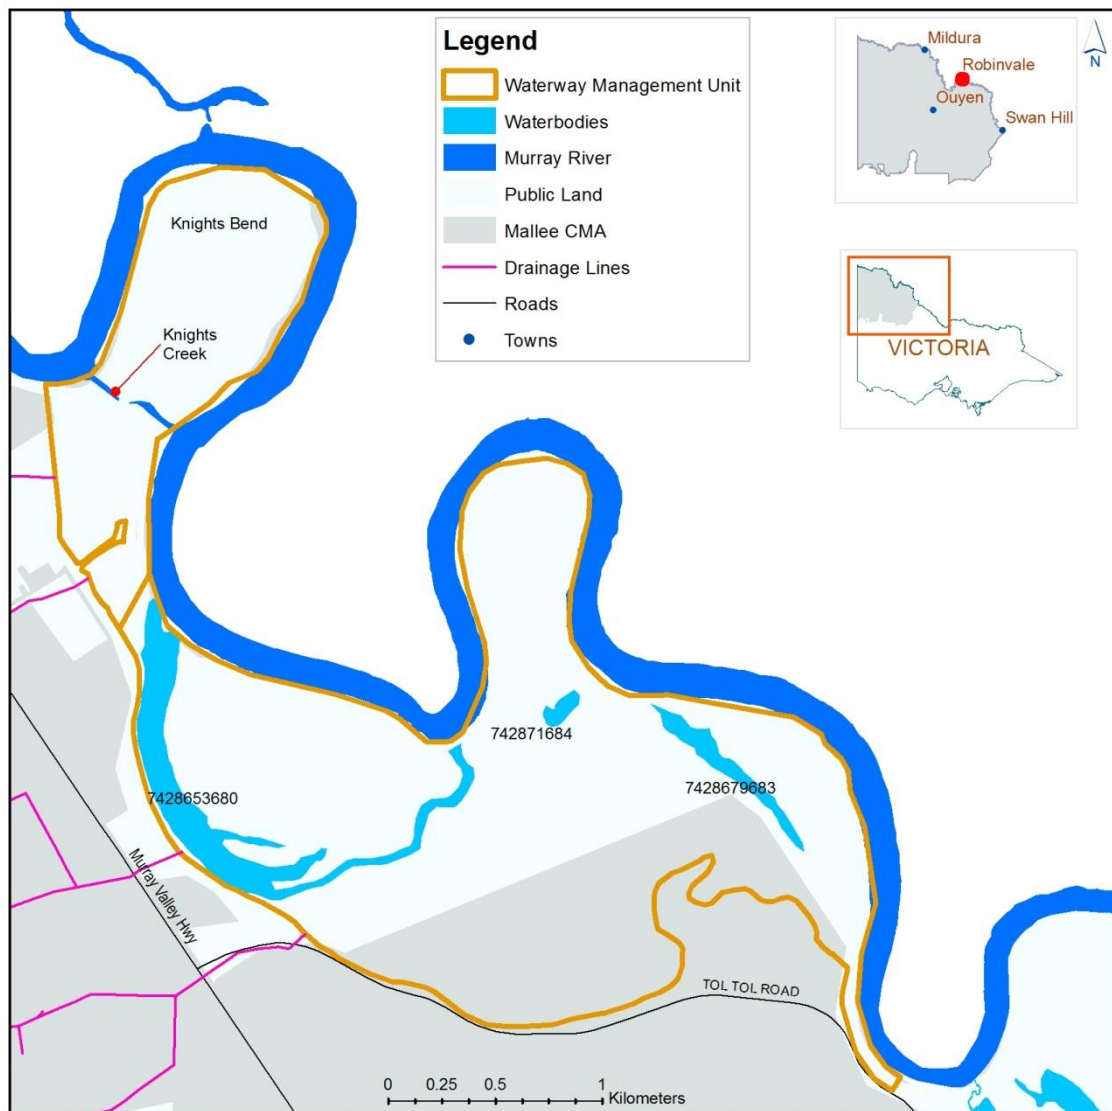 Legend
Waterway Management Unit
Waterbodies
Murray River
Public Land
Mallee CMA
Drainage Lines
Roads
Towns
Mildura
Robinvale
Ouyen
Swan Hill
N
VICTORIA
Knights Bend
Knights
Creek
742871684
7428679683
7428653680
Murray Valley Hwy
TOL TOL ROAD
0 0.25 0.5 1
Kilometers